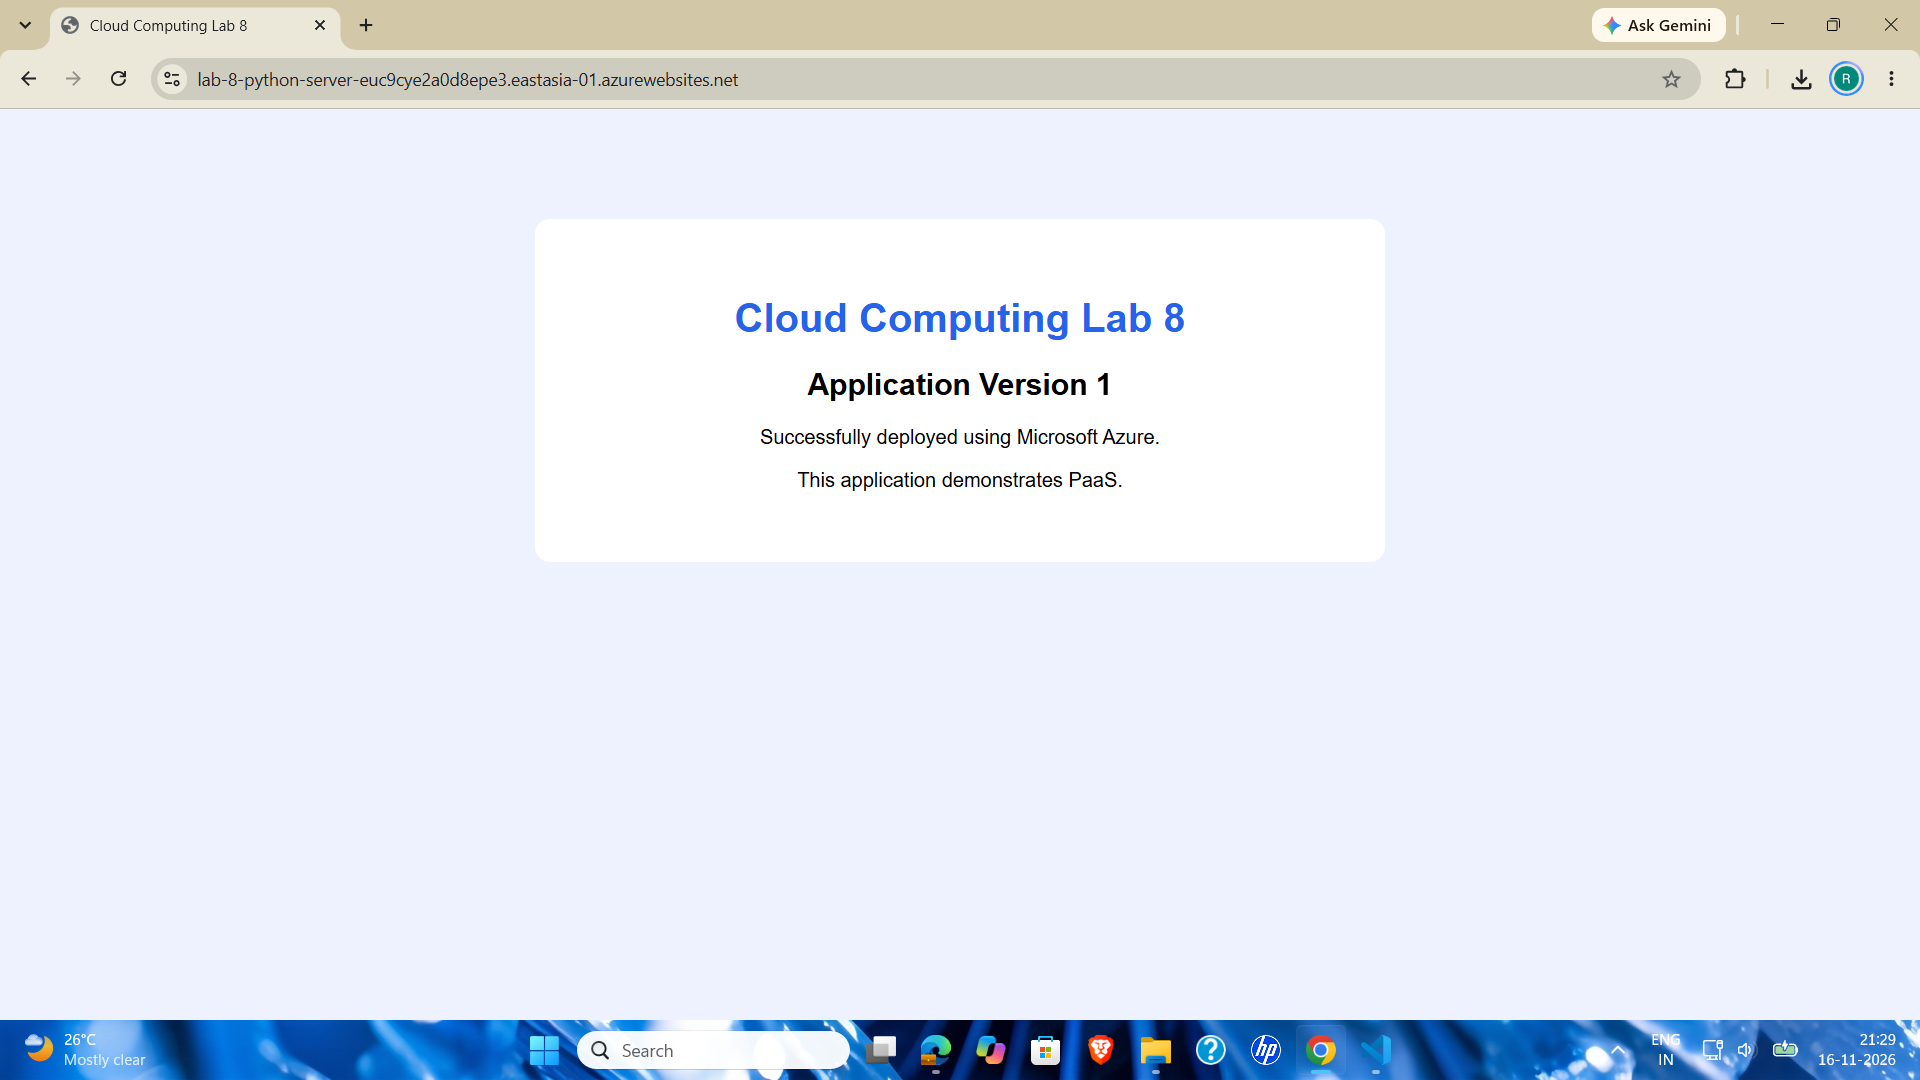 Cloud Computing Lab 8
Ask Gemini
lab-8-python-server-euc9cye2a0d8epe3.eastasia-01.azurewebsites.net
R
Cloud Computing Lab 8
Application Version 1
Successfully deployed using Microsoft Azure.
This application demonstrates PaaS.
26°C
Mostly clear
Search
hp
ENG
IN
21:29
16-11-2026